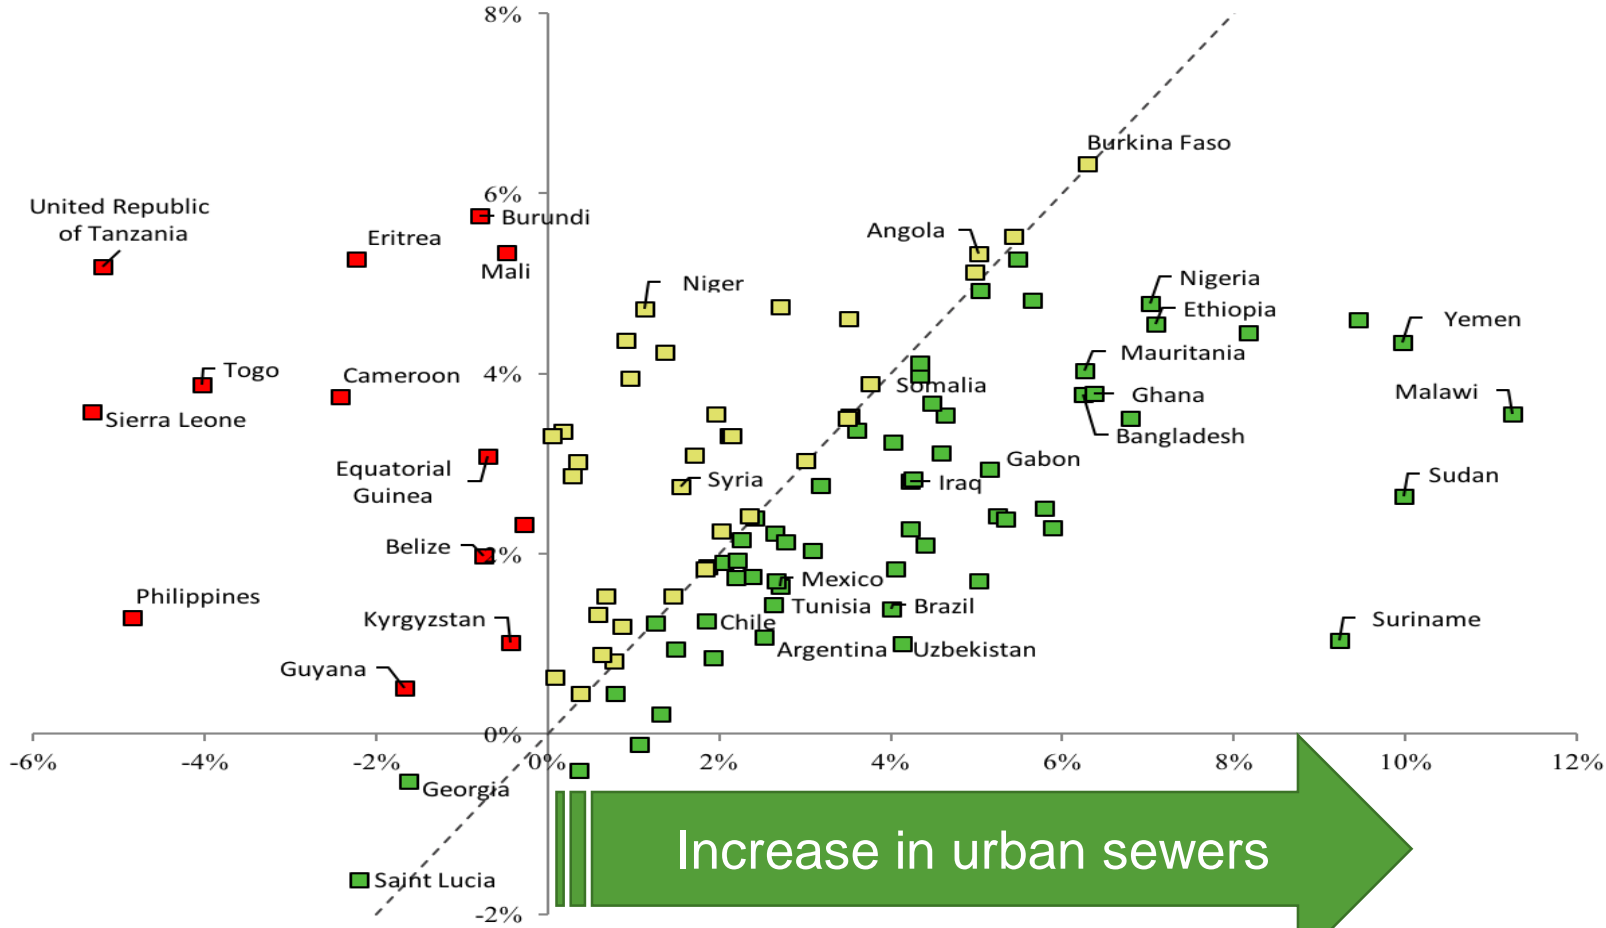 8%
Burkina Faso
6%
United Republic
of Tanzania
Burundi
Eritrea
Angola
Mali
Niger
Nigeria
Ethiopia
Yemen
Mauritania
Togo
Cameroon
4%
Somalia
Ghana
Malawi
Sierra Leone
Bangladesh
Equatorial
Guinea
Gabon
Syria
Iraq
Sudan
Belize
2%
Mexico
Philippines
Tunisia
Brazil
Kyrgyzstan
Chile
Suriname
Argentina
Uzbekistan
Guyana
0%
-6%
-4%
-2%
0%
2%
4%
6%
8%
10%
12%
Georgia
Increase in urban sewers
Saint Lucia
-2%